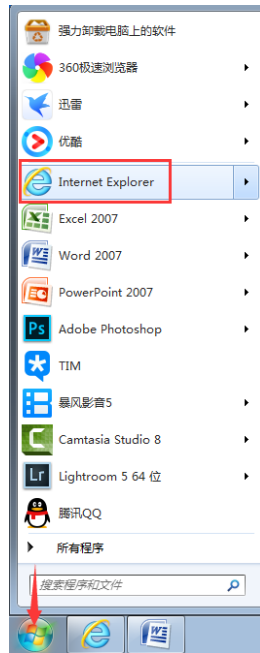 强力卸载电脑上的软件
360极速浏览器
迅雷
优酷
Internet Explorer
Excel 2007
Word 2007
PowerPoint 2007
Ps Adobe Photoshop
TIM
暴风影音5
Camtasia Studio 8
Lr Lightroom 5 64 位
腾讯QQ
所有程序
搜索程序和文件